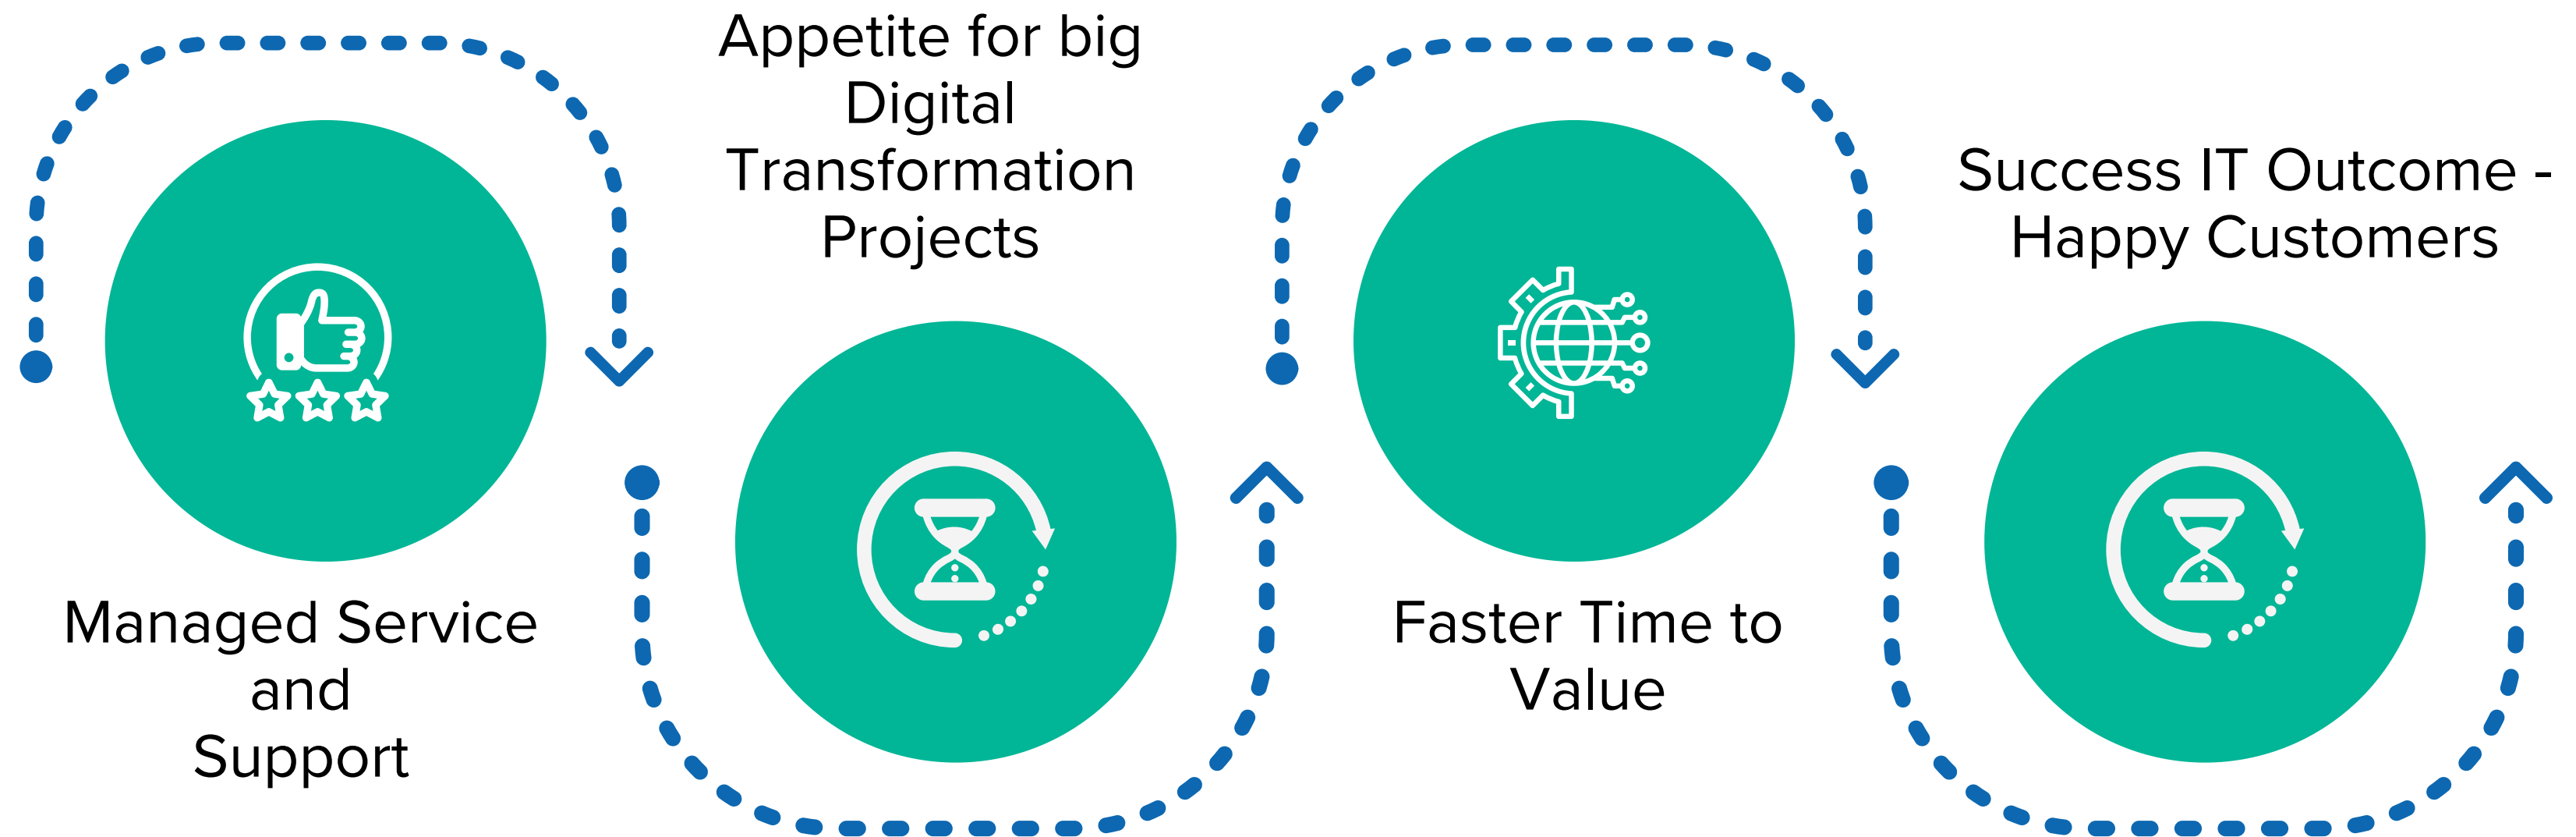 Managed Service
and
Support
Appetite for big
Digital
Transformation
Projects
Faster Time to
Value
Success IT Outcome -
Happy Customers